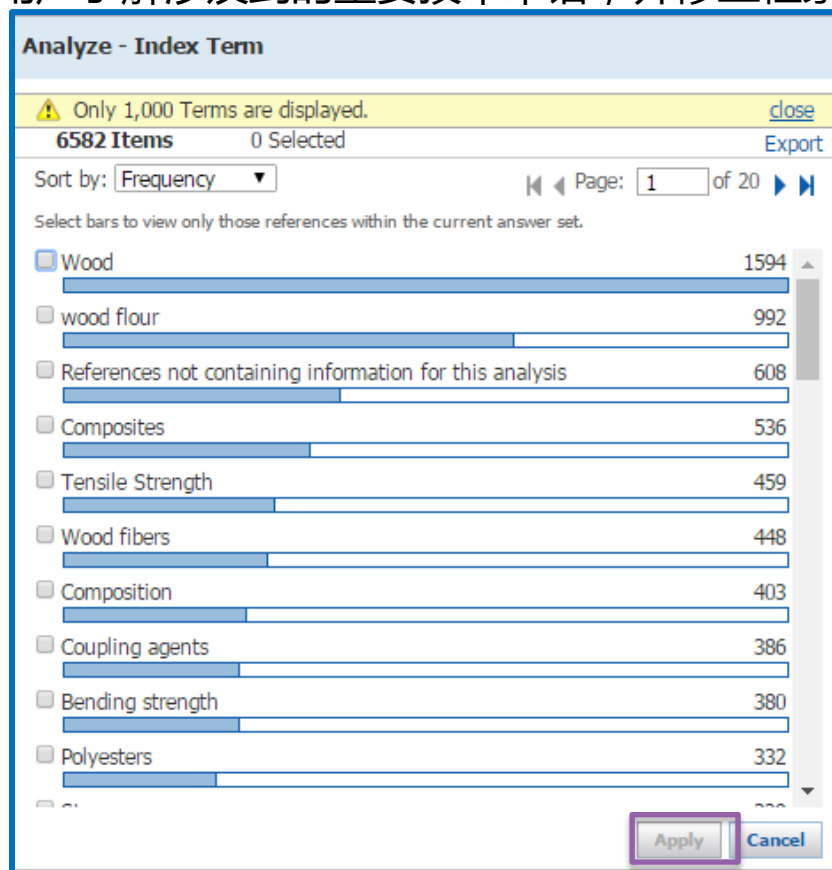 Analyze - Index Term
Only 1,000 Terms are displayed. close
6582 Items 0 Selected Export
Sort by: Frequency Page: 1 of 20
Select bars to view only those references within the current answer set.
Wood 1594
wood flour 992
References not containing information for this analysis 608
Composites 536
Tensile Strength 459
Wood fibers 448
Composition 403
Coupling agents 386
Bending strength 380
Polyesters 332
Apply Cancel